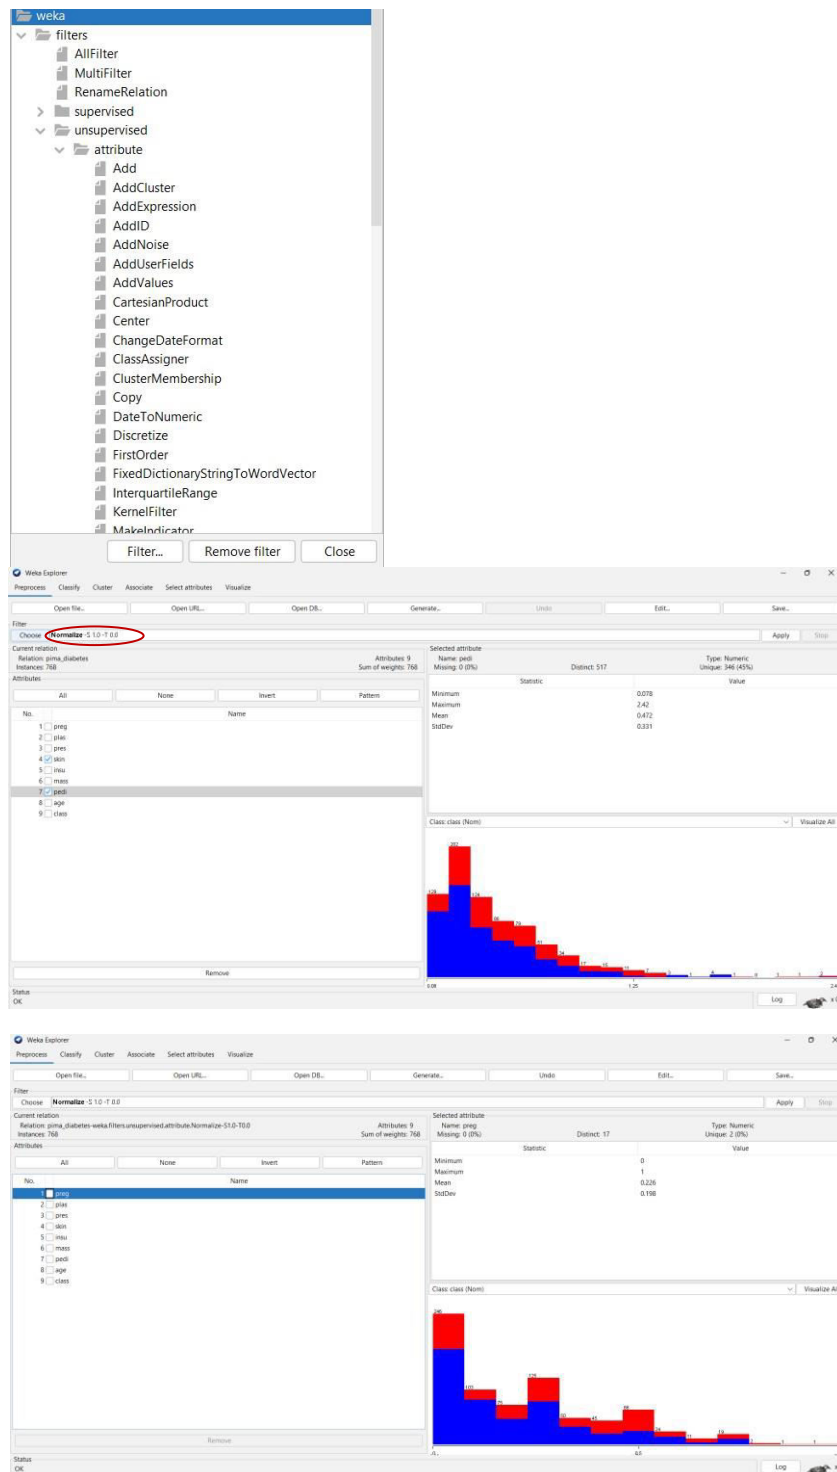 weka
filters
AllFilter
MultiFilter
RenameRelation
supervised
unsupervised
attribute
Add
AddCluster
AddExpression
AddID
AddNoise
AddUserFields
AddValues
CartesianProduct
Center
ChangeDateFormat
ClassAssigner
ClusterMembership
Copy
DateToNumeric
Discretize
FirstOrder
FixedDictionaryStringToWordVector
InterquartileRange
KernelFilter
MakeIndicator
Filter... Remove filter Close
Weka Explorer
Preprocess Classify Cluster Associate Select attributes Visualize
Open file... Open URL... Open DB... Generate... Undo Edit... Save...
Filter
Choose Normalize -S 1.0 -T 0.0 Apply Stop
Current relation
Relation: pima_diabetes Attributes: 9
Instances: 768 Sum of weights: 768
Selected attribute
Name: pedi Type: Numeric
Missing: 0 (0%) Distinct: 517 Unique: 346 (45%)
Attributes
All None Invert Pattern
No. Name
1 preg
2 plas
3 pres
4 skin
5 insu
6 mass
7 pedi
8 age
9 class
Statistic Value
Minimum 0.078
Maximum 2.42
Mean 0.472
StdDev 0.331
Class: class (Nom) Visualize All
Remove
0.08 1.25 2.4
Status
OK Log x
Weka Explorer
Preprocess Classify Cluster Associate Select attributes Visualize
Open file... Open URL... Open DB... Generate... Undo Edit... Save...
Filter
Choose Normalize -S 1.0 -T 0.0 Apply Stop
Current relation
Relation: pima_diabetes-weka.filters.unsupervised.attribute.Normalize-S1.0-T0.0 Attributes: 9
Instances: 768 Sum of weights: 768
Selected attribute
Name: preg Type: Numeric
Missing: 0 (0%) Distinct: 17 Unique: 2 (0%)
Attributes
All None Invert Pattern
No. Name
1 preg
2 plas
3 pres
4 skin
5 insu
6 mass
7 pedi
8 age
9 class
Statistic Value
Minimum 0
Maximum 1
Mean 0.226
StdDev 0.198
Class: class (Nom) Visualize Al
246
Remove
0.5
Status
OK Log